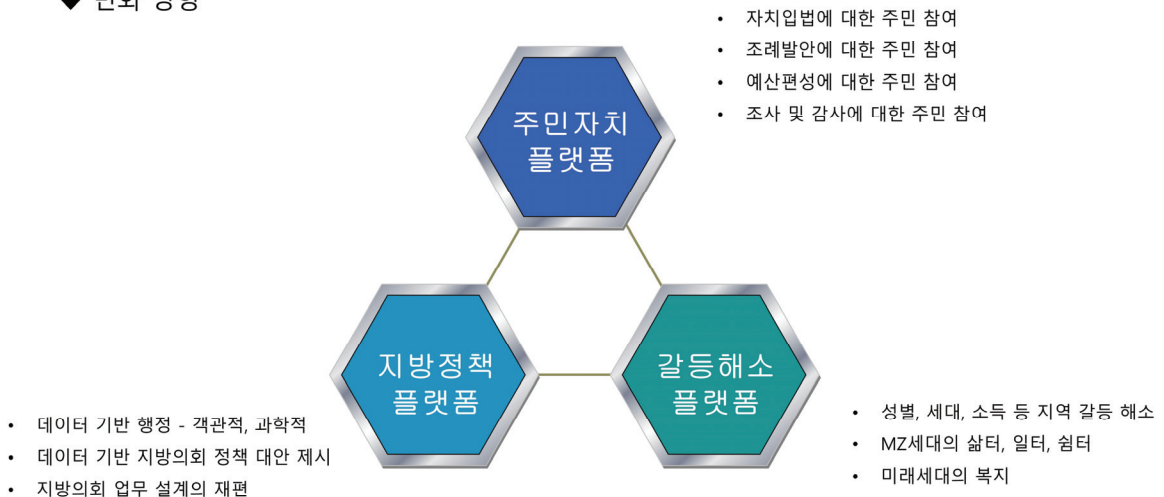 자치입법에 대한 주민 참여
조례발안에 대한 주민 참여
예산편성에 대한 주민 참여
조사 및 감사에 대한 주민 참여
주민자치
플랫폼
지방정책
플랫폼
갈등해소
플랫폼
데이터 기반 행정 - 객관적, 과학적
데이터 기반 지방의회 정책 대안 제시
지방의회 업무 설계의 재편
성별, 세대, 소득 등 지역 갈등 해소
MZ세대의 삶터, 일터, 쉼터
미래세대의 복지